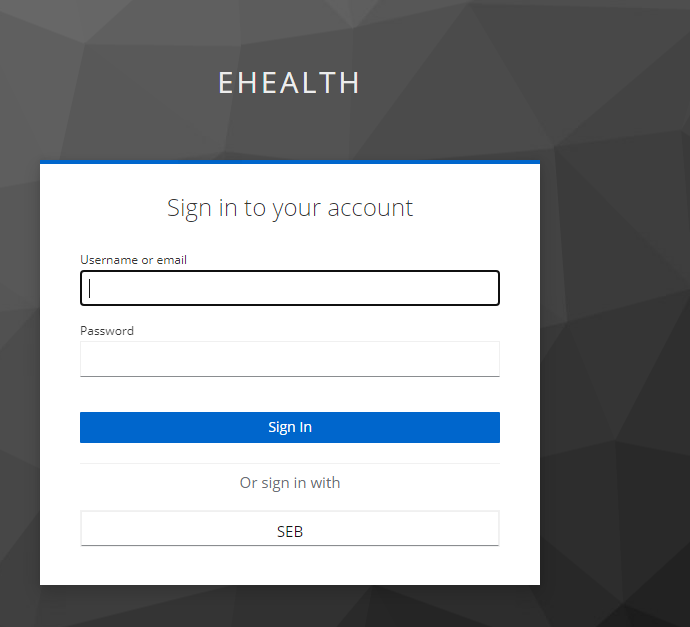 EHEALTH
Sign in to your account
Username or email
Password
Sign In
Or sign in with
SEB